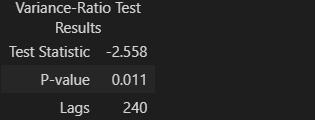 Variance-Ratio Test
Results
Test Statistic -2.558
P-value 0.011
Lags 240